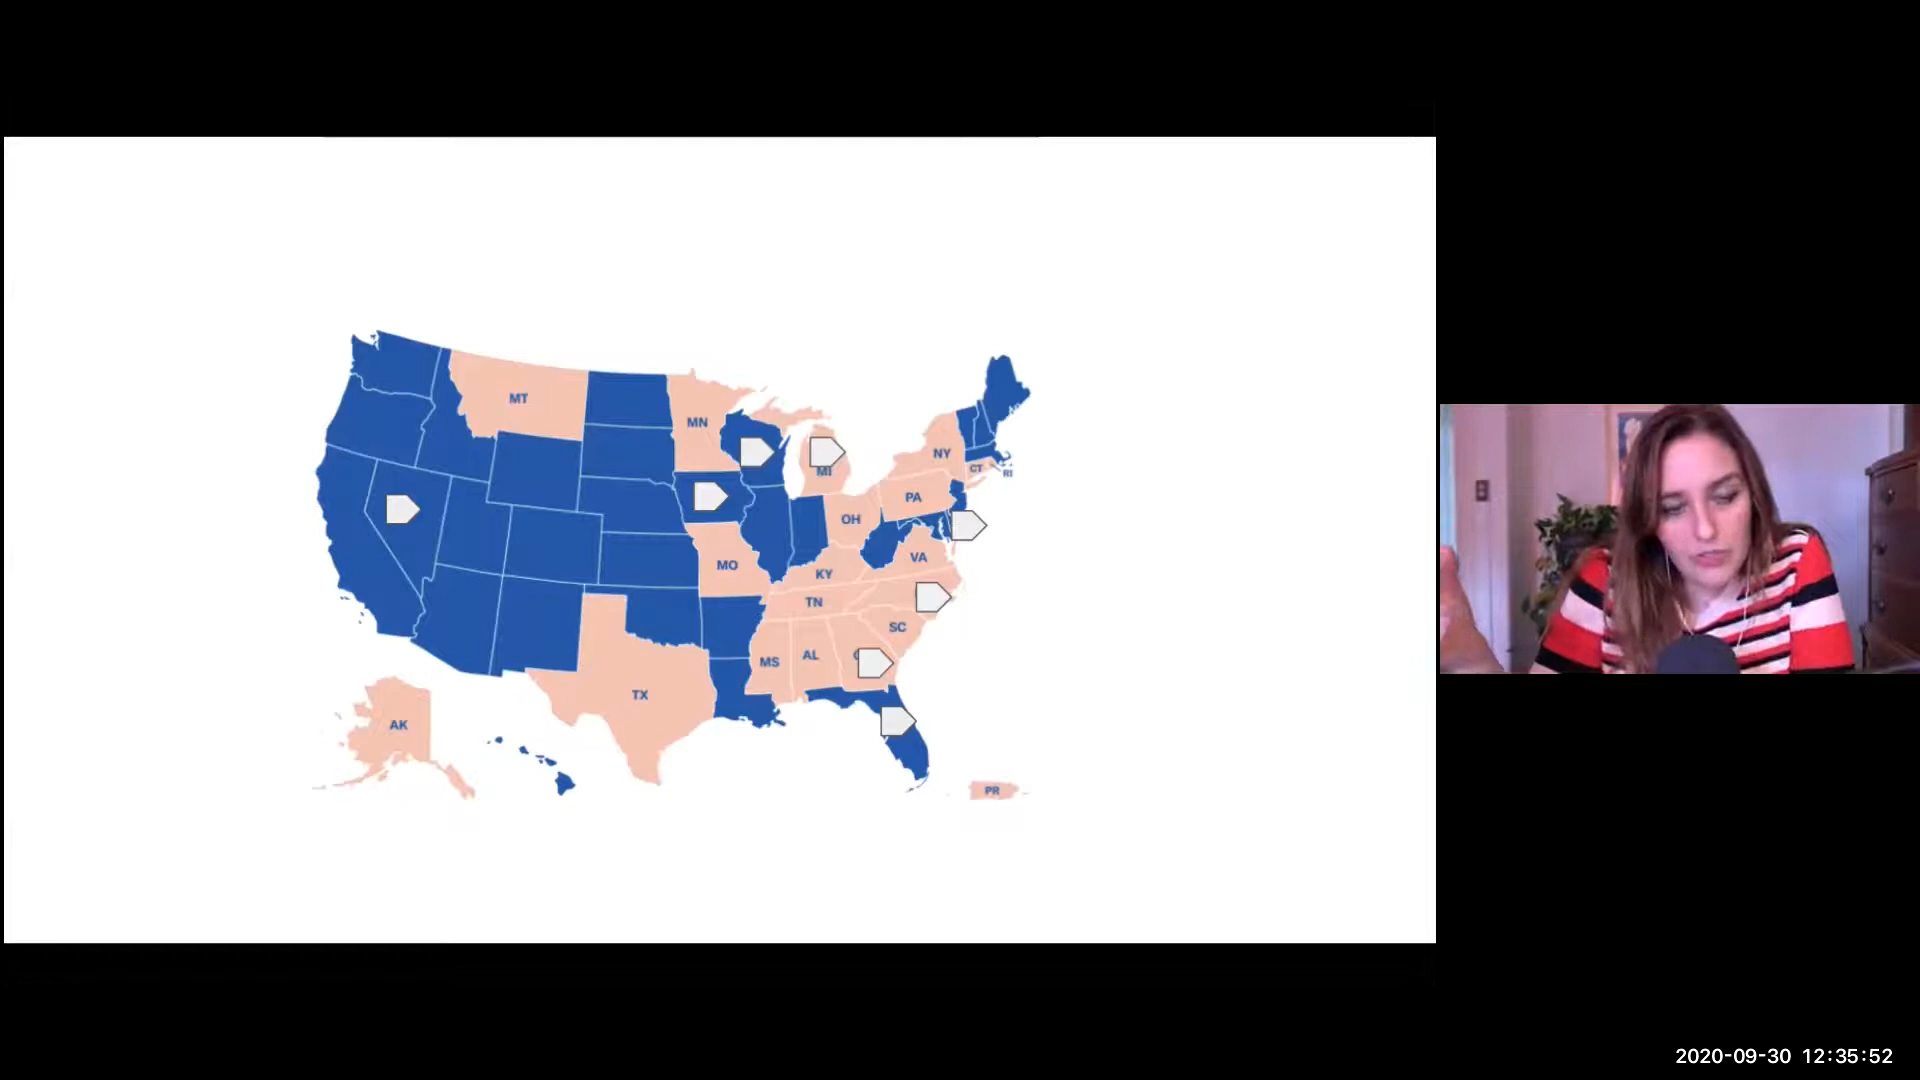 MT
MN
NY
CT
RI
MI
PA
OH
VA
MO
KY
TN
SC
MS
AL
TX
AK
PR
2020-09-30 12:35:52